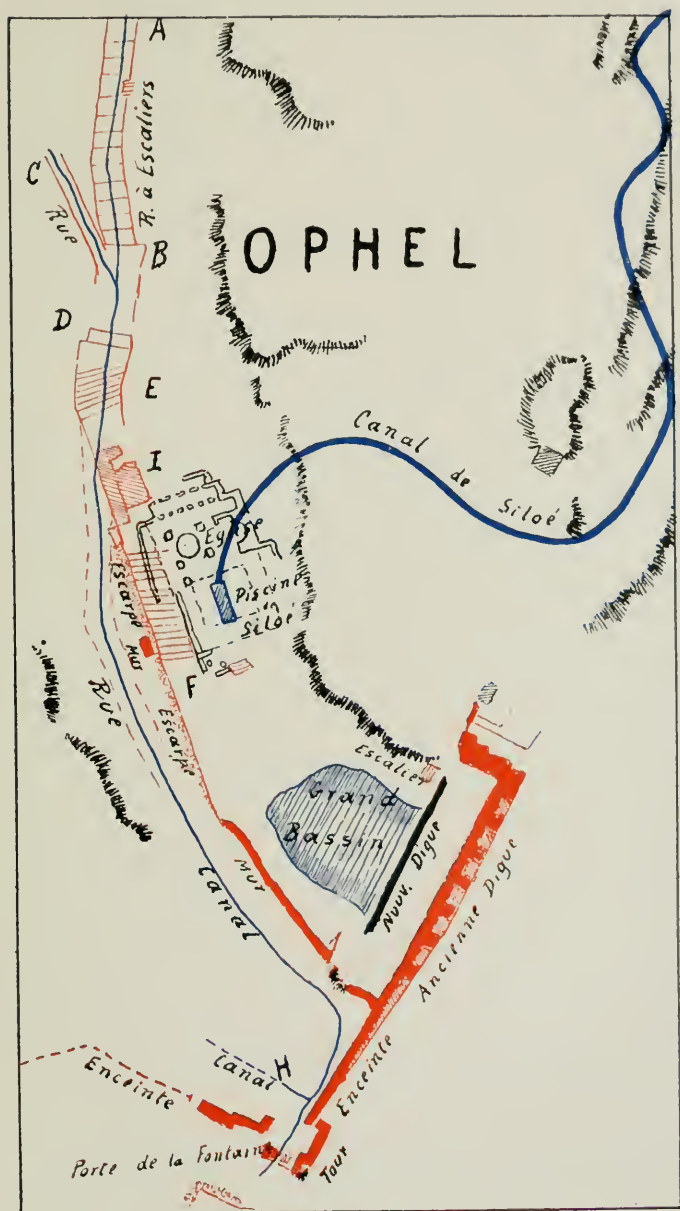 A
R. à Escaliers
C
Rue
B
OPHEL
D
E
Canal de Siloé
I
Eglise
Piscine
de
Siloé
Escarpe
Mur
F
Rue
Escarpe
Escalier
Grand
Bassin
Nouv. Digue
Mur
Canal
Ancienne Digue
Canal
H
Enceinte
Enceinte
Porte de la Fontaine
Tour